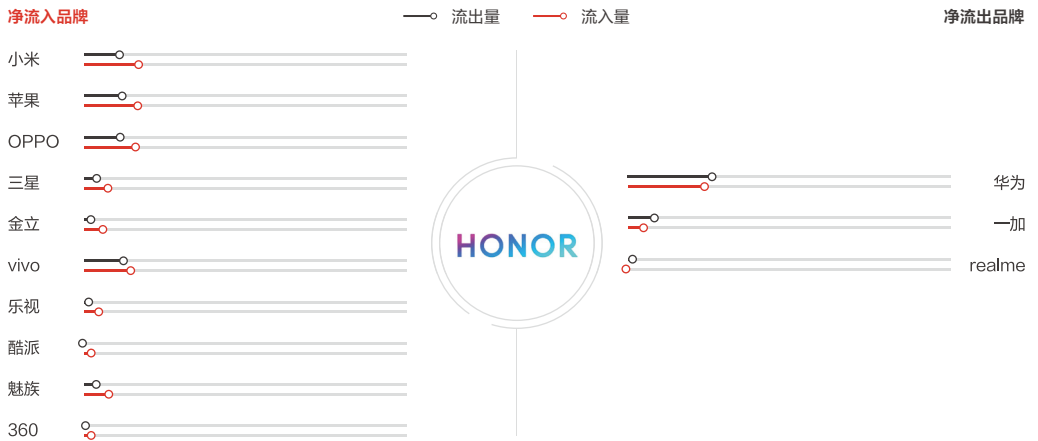 净流入品牌
流出量
流入量
净流出品牌
小米
苹果
OPPO
三星
金立
vivo
乐视
酷派
魅族
360
HONOR
华为
一加
realme